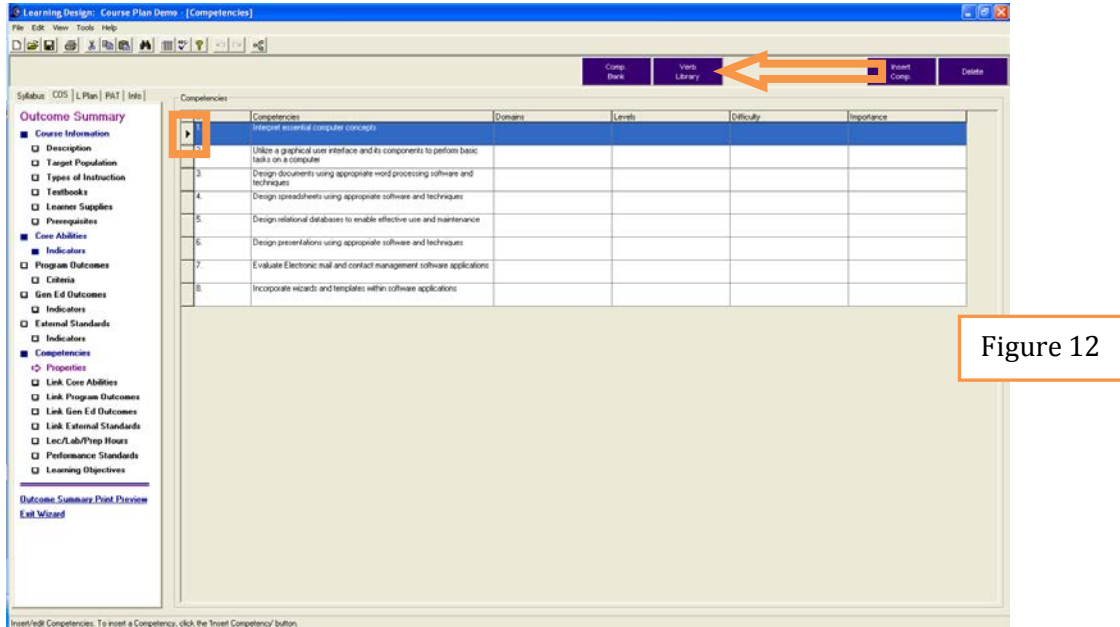 Learning Design: Course Plan Demo - [Competencies]
File Edit View Tools Help
Comp. Bank
Verb Library
Insert Comp.
Delete
Syllabus COS L Plan PAT Info
Competencies
Outcome Summary
Course Information
Description
Target Population
Types of Instruction
Textbooks
Learner Supplies
Prerequisites
Core Abilities
Indicators
Program Outcomes
Criteria
Gen Ed Outcomes
Indicators
External Standards
Indicators
Competencies
Properties
Link Core Abilities
Link Program Outcomes
Link Gen Ed Outcomes
Link External Standards
Lec/Lab/Prep Hours
Performance Standards
Learning Objectives
Outcome Summary Print Preview
Exit Wizard
Competencies Domains Levels Difficulty Importance
1. Interpret essential computer concepts
Utilize a graphical user interface and its components to perform basic
tasks on a computer
3. Design documents using appropriate word processing software and
techniques
4. Design spreadsheets using appropriate software and techniques
5. Design relational databases to enable effective use and maintenance
6. Design presentations using appropriate software and techniques
7. Evaluate Electronic mail and contact management software applications
8. Incorporate wizards and templates within software applications
Figure 12
Insert/edit Competencies. To insert a Competency, click the 'Insert Competency' button.